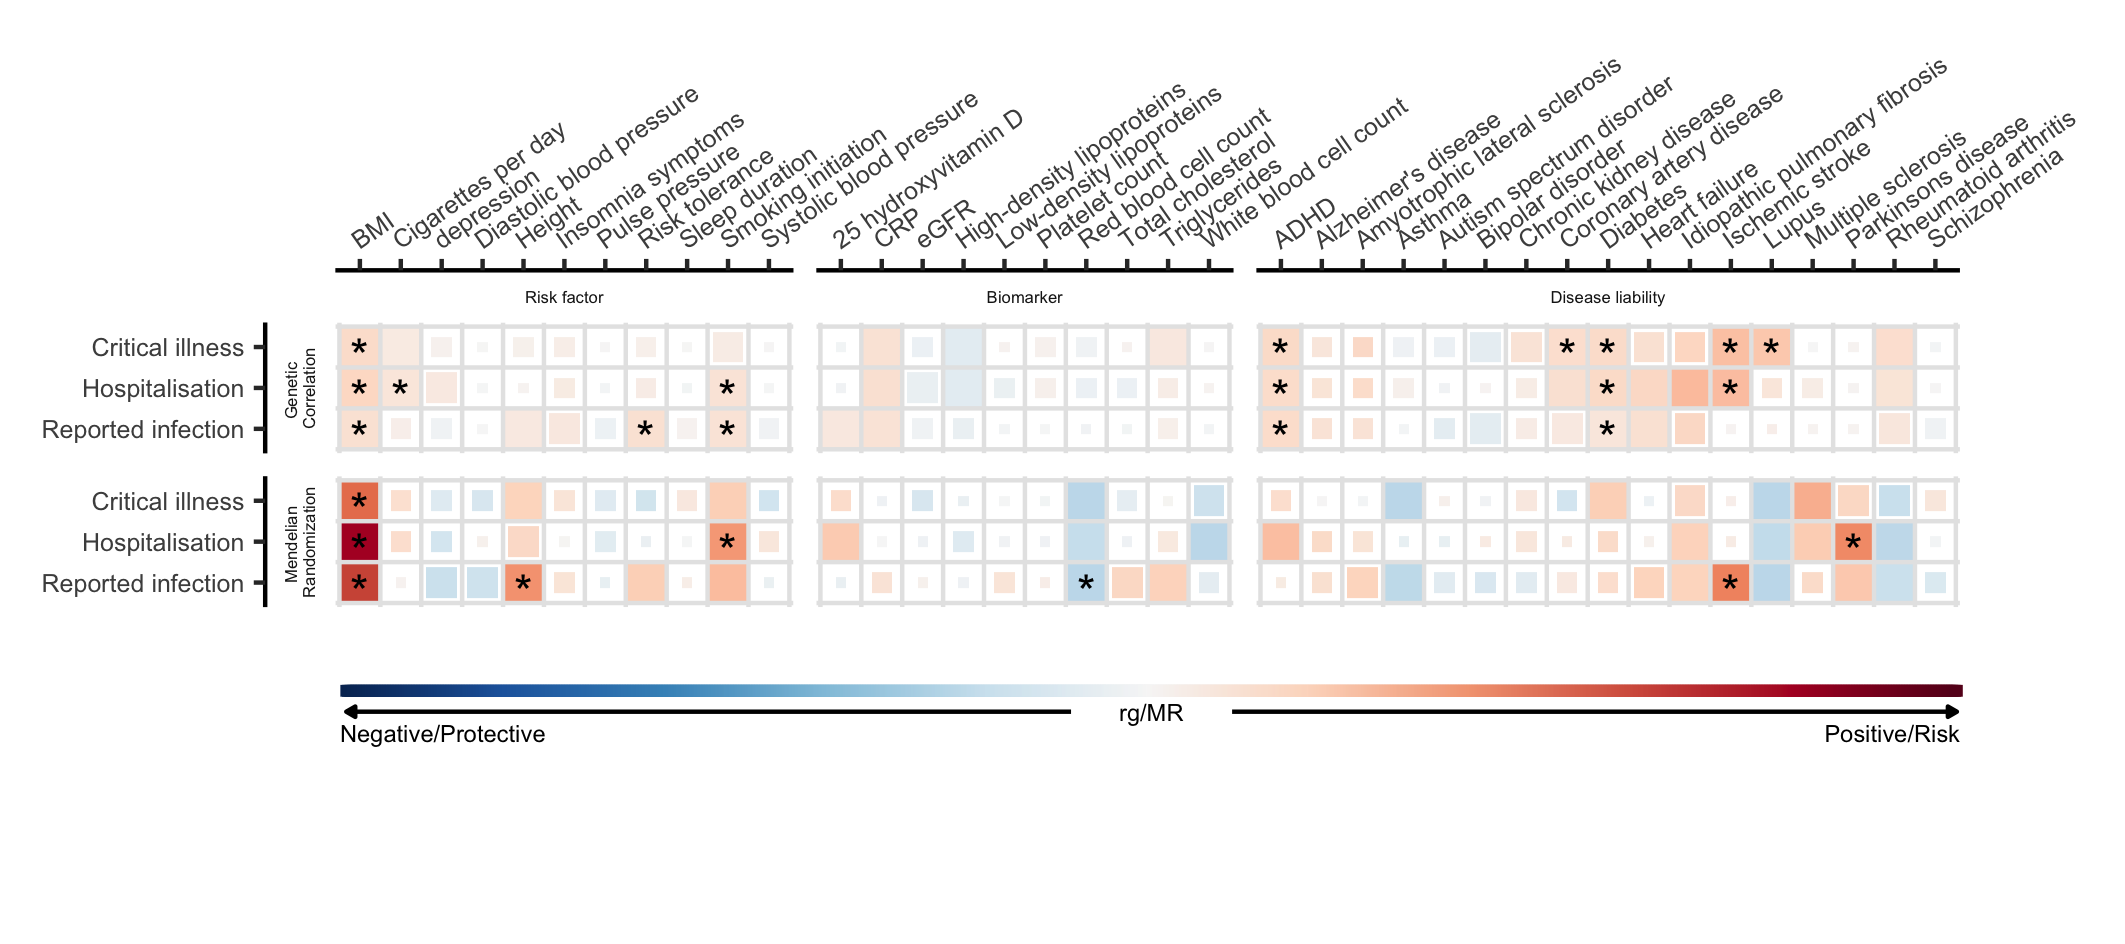 BMI
Cigarettes per day
depression
Diastolic blood pressure
Height
Insomnia symptoms
Pulse pressure
Risk tolerance
Sleep duration
Smoking initiation
Systolic blood pressure
25 hydroxyvitamin D
CRP
eGFR
High-density lipoproteins
Low-density lipoproteins
Platelet count
Red blood cell count
Total cholesterol
Triglycerides
White blood cell count
ADHD
Alzheimer's disease
Amyotrophic lateral sclerosis
Asthma
Autism spectrum disorder
Bipolar disorder
Chronic kidney disease
Coronary artery disease
Diabetes
Heart failure
Idiopathic pulmonary fibrosis
Ischemic stroke
Lupus
Multiple sclerosis
Parkinsons disease
Rheumatoid arthritis
Schizophrenia
Risk factor
Biomarker
Disease liability
Critical illness
Hospitalisation
Reported infection
Genetic
Correlation
* * * * * *
* * * * * *
* * * * *
Critical illness
Hospitalisation
Reported infection
Mendelian
Randomization
*
* * *
* * * *
rg/MR
Negative/Protective
Positive/Risk